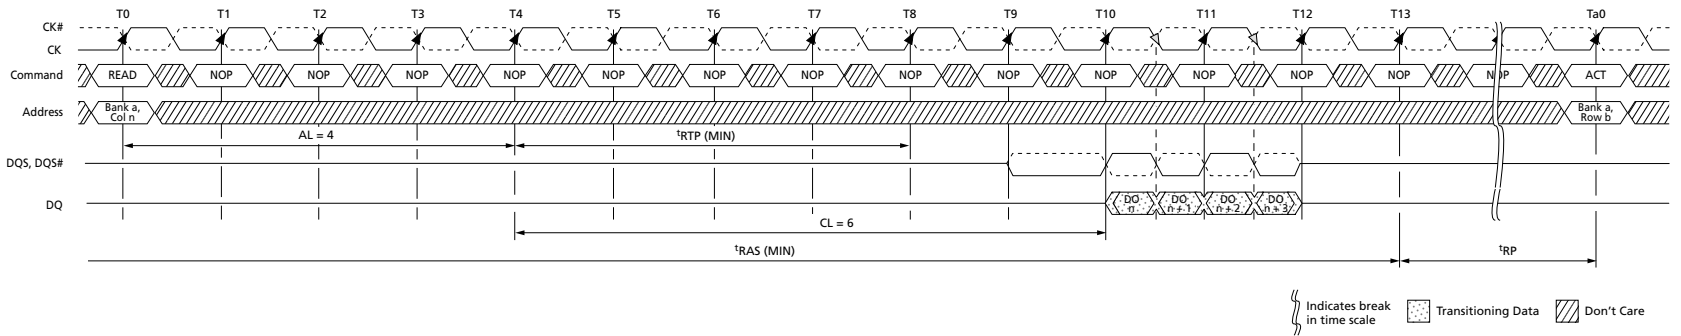 T0 T1 T2 T3 T4 T5 T6 T7 T8 T9 T10 T11 T12 T13 Ta0
CK#
CK
Command READ NOP NOP NOP NOP NOP NOP NOP NOP NOP NOP NOP NOP NOP NOP ACT
Address Bank a, Col n Bank a, Row b
AL = 4 tRTP (MIN)
DQS, DQS#
DQ DO n DO n + 1 DO n + 2 DO n + 3
CL = 6
tRAS (MIN) tRP
Indicates break in time scale Transitioning Data Don't Care